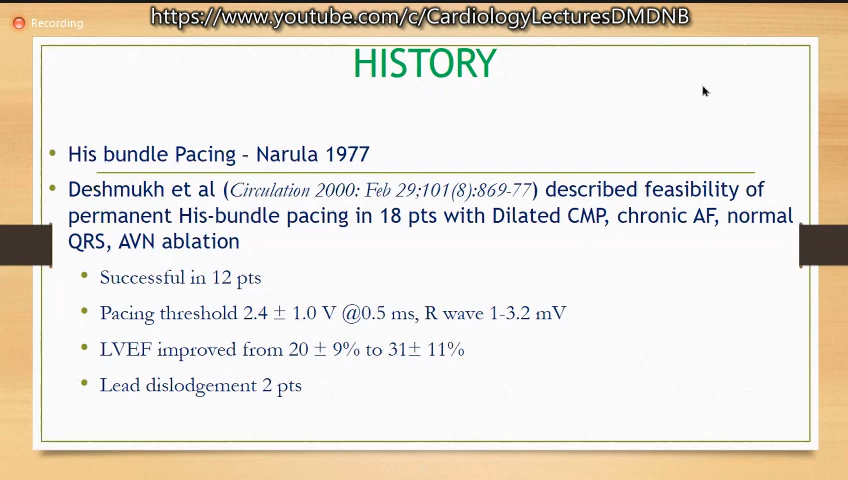 https://www.youtube.com/c/CardiologyLecturesDMDNB
Recording
HISTORY
• His bundle Pacing – Narula 1977
• Deshmukh et al (Circulation 2000: Feb 29;101(8):869-77) described feasibility of
permanent His-bundle pacing in 18 pts with Dilated CMP, chronic AF, normal
QRS, AVN ablation
• Successful in 12 pts
• Pacing threshold 2.4 ± 1.0 V @0.5 ms, R wave 1-3.2 mV
• LVEF improved from 20 ± 9% to 31± 11%
• Lead dislodgement 2 pts